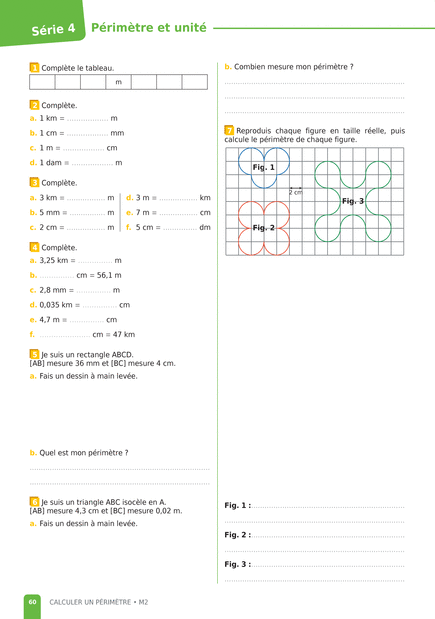 Série 4
Périmètre et unité
1 Complète le tableau.
m
2 Complète.
a. 1 km = ................ m
b. 1 cm = ................ mm
c. 1 m = ................ cm
d. 1 dam = ................ m
3 Complète.
a. 3 km = ................ m
b. 5 mm = ................ m
c. 2 cm = ................ m
d. 3 m = ................ km
e. 7 m = ................ cm
f. 5 cm = ................ dm
4 Complète.
a. 3,25 km = ................ m
b. ................ cm = 56,1 m
c. 2,8 mm = ................ m
d. 0,035 km = ................ cm
e. 4,7 m = ................ cm
f. ................ cm = 47 km
5 Je suis un rectangle ABCD.
[AB] mesure 36 mm et [BC] mesure 4 cm.
a. Fais un dessin à main levée.
b. Quel est mon périmètre ?
6 Je suis un triangle ABC isocèle en A.
[AB] mesure 4,3 cm et [BC] mesure 0,02 m.
a. Fais un dessin à main levée.
b. Combien mesure mon périmètre ?
7 Reproduis chaque figure en taille réelle, puis
calcule le périmètre de chaque figure.
Fig. 1
2 cm
Fig. 3
Fig. 2
Fig. 1 :
Fig. 2 :
Fig. 3 :
60 CALCULER UN PÉRIMÈTRE • M2